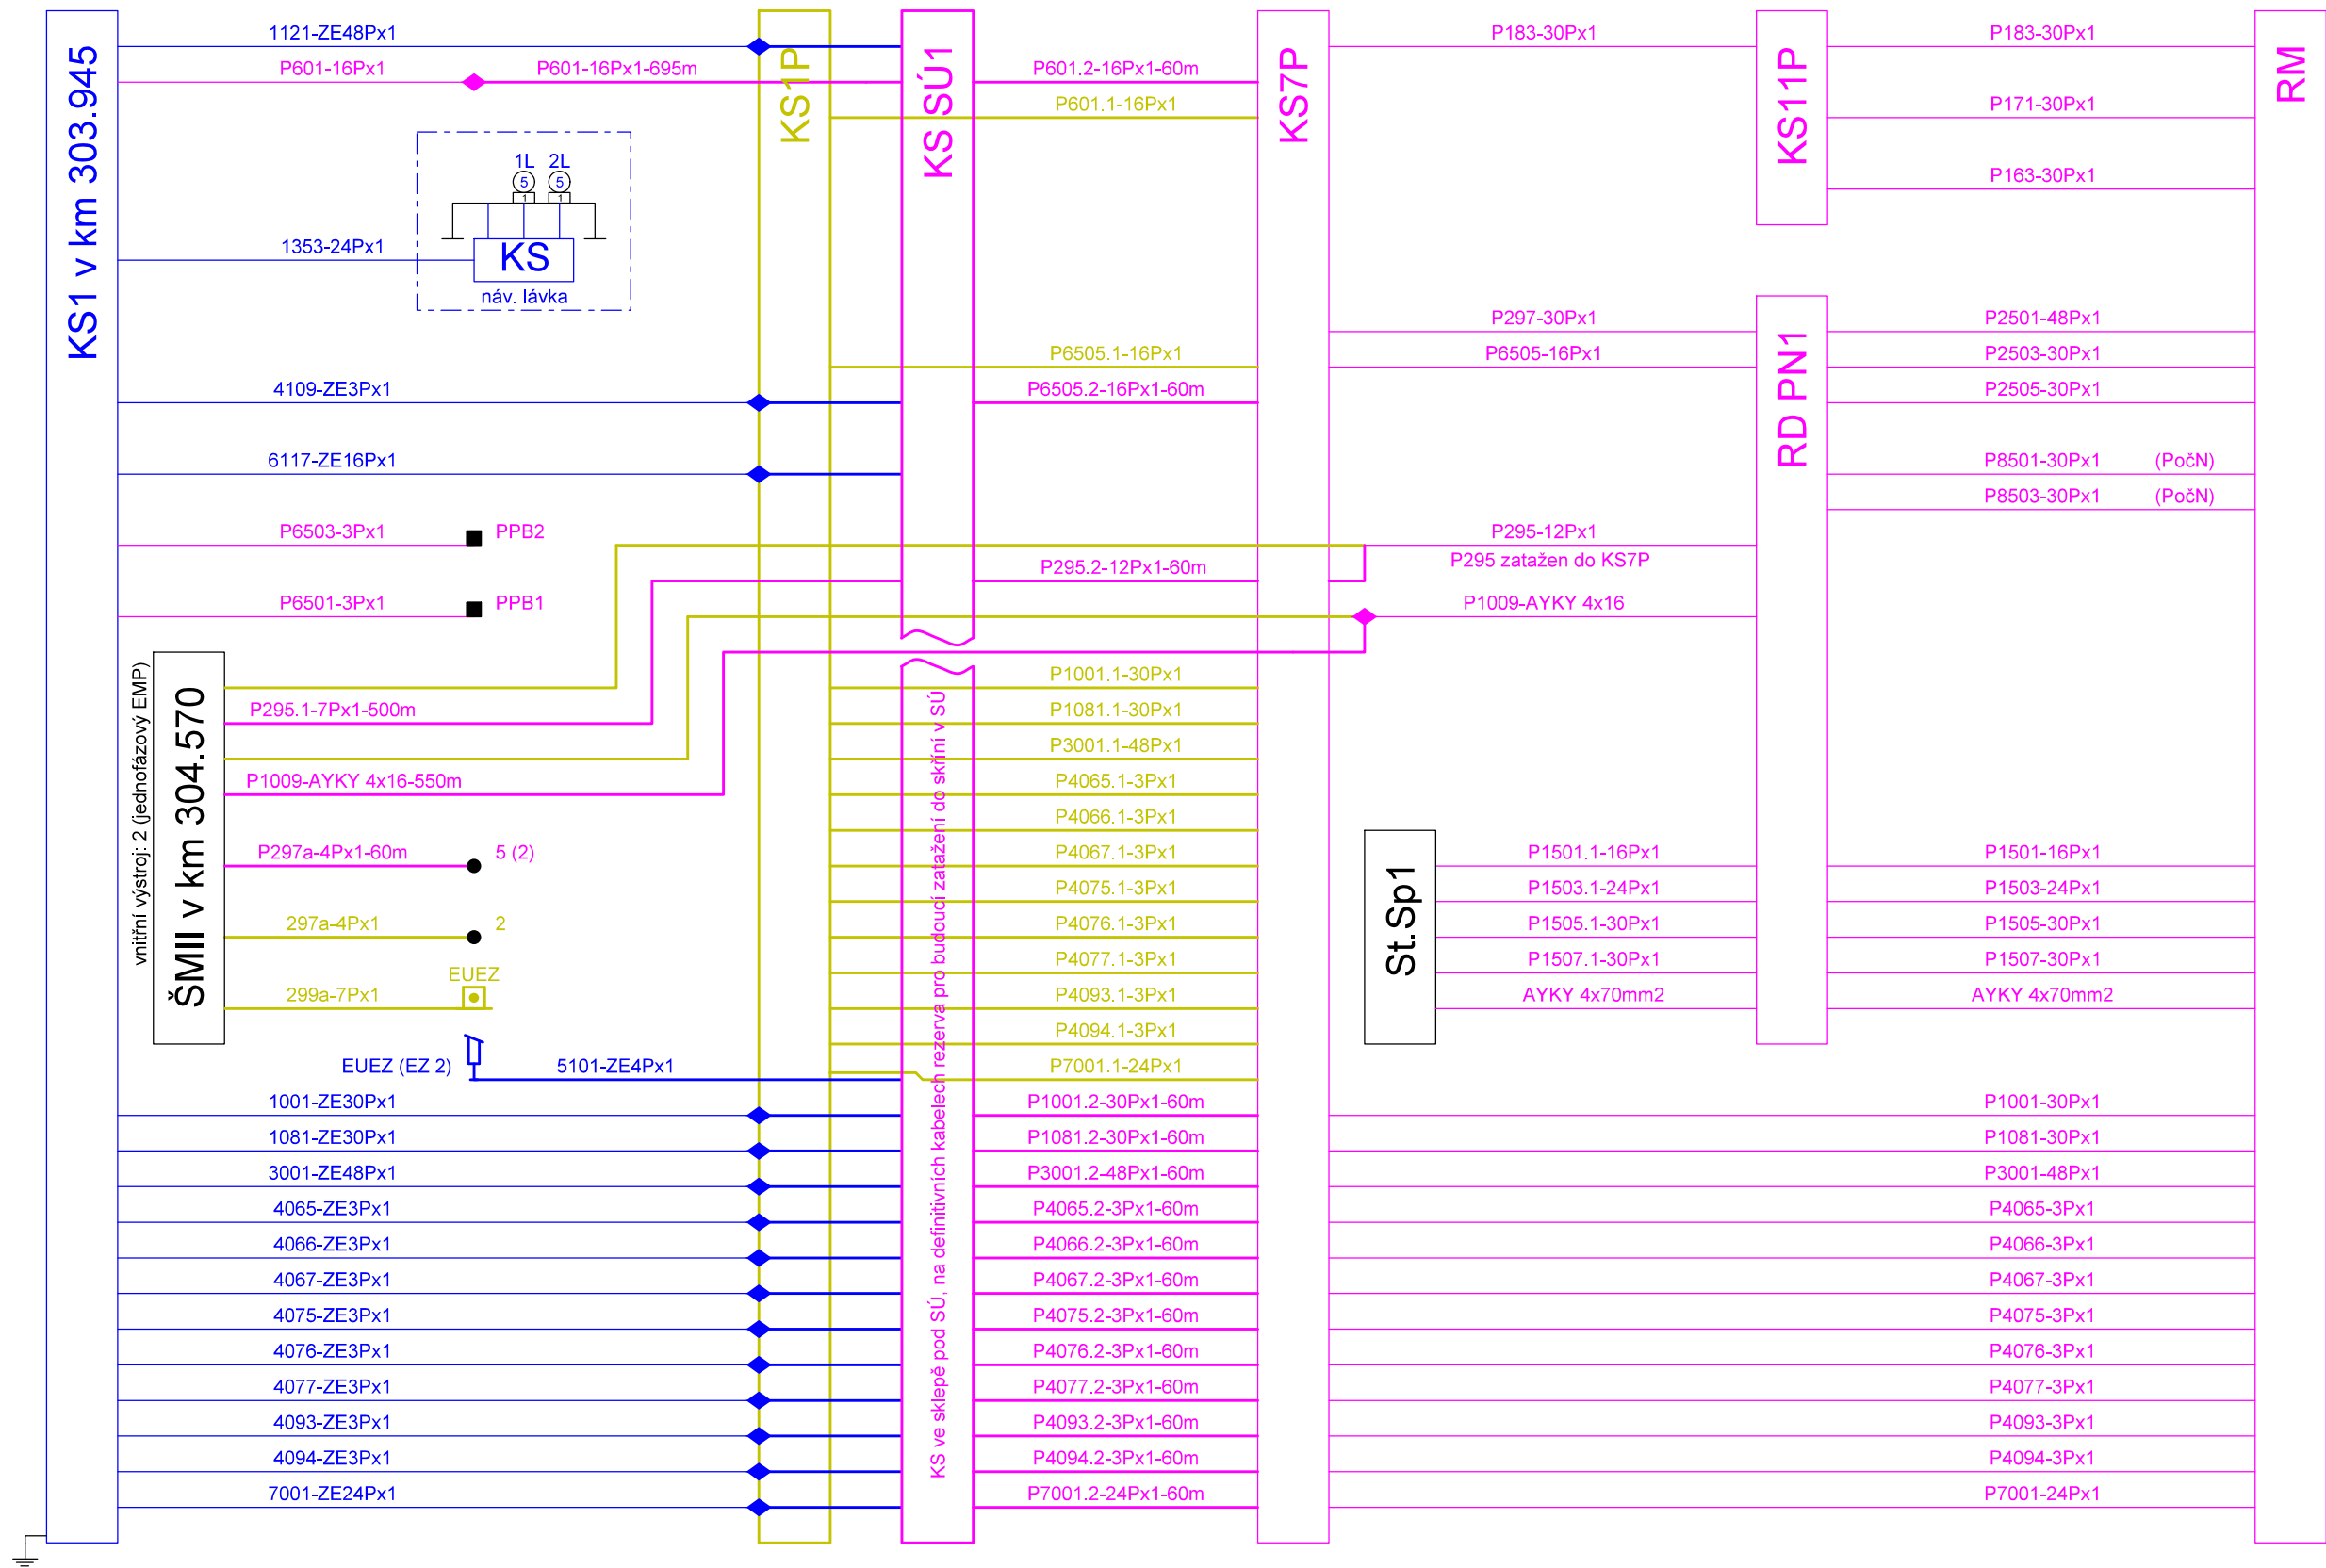 KS1 v km 303.945
KS1P
KS SÚ1
KS7P
KS11P
RM
1121-ZE48Px1
P183-30Px1
P183-30Px1
P601-16Px1
P601-16Px1-695m
P601.2-16Px1-60m
P601.1-16Px1
P171-30Px1
1L
2L
5
5
1
1
P163-30Px1
1353-24Px1
KS
náv. lávka
RD PN1
P297-30Px1
P2501-48Px1
P6505.1-16Px1
P6505-16Px1
P2503-30Px1
4109-ZE3Px1
P6505.2-16Px1-60m
P2505-30Px1
6117-ZE16Px1
P8501-30Px1
(PočN)
P8503-30Px1
(PočN)
P6503-3Px1
PPB2
P295-12Px1
P295.2-12Px1-60m
P295 zatažen do KS7P
P6501-3Px1
PPB1
P1009-AYKY 4x16
vnitřní výstroj: 2 (jednofázový EMP)
ŠMIII v km 304.570
KS ve sklepě pod SÚ, na definitivních kabelech rezerva pro budoucí zatažení do skříní v SÚ
P1001.1-30Px1
P295.1-7Px1-500m
P1081.1-30Px1
P3001.1-48Px1
P1009-AYKY 4x16-550m
P4065.1-3Px1
P4066.1-3Px1
St.Sp1
P297a-4Px1-60m
5 (2)
P4067.1-3Px1
P1501.1-16Px1
P1501-16Px1
P4075.1-3Px1
P1503.1-24Px1
P1503-24Px1
297a-4Px1
2
P4076.1-3Px1
P1505.1-30Px1
P1505-30Px1
P4077.1-3Px1
P1507.1-30Px1
P1507-30Px1
EUEZ
299a-7Px1
P4093.1-3Px1
AYKY 4x70mm2
AYKY 4x70mm2
P4094.1-3Px1
EUEZ (EZ 2)
5101-ZE4Px1
P7001.1-24Px1
1001-ZE30Px1
P1001.2-30Px1-60m
P1001-30Px1
1081-ZE30Px1
P1081.2-30Px1-60m
P1081-30Px1
3001-ZE48Px1
P3001.2-48Px1-60m
P3001-48Px1
4065-ZE3Px1
P4065.2-3Px1-60m
P4065-3Px1
4066-ZE3Px1
P4066.2-3Px1-60m
P4066-3Px1
4067-ZE3Px1
P4067.2-3Px1-60m
P4067-3Px1
4075-ZE3Px1
P4075.2-3Px1-60m
P4075-3Px1
4076-ZE3Px1
P4076.2-3Px1-60m
P4076-3Px1
4077-ZE3Px1
P4077.2-3Px1-60m
P4077-3Px1
4093-ZE3Px1
P4093.2-3Px1-60m
P4093-3Px1
4094-ZE3Px1
P4094.2-3Px1-60m
P4094-3Px1
7001-ZE24Px1
P7001.2-24Px1-60m
P7001-24Px1